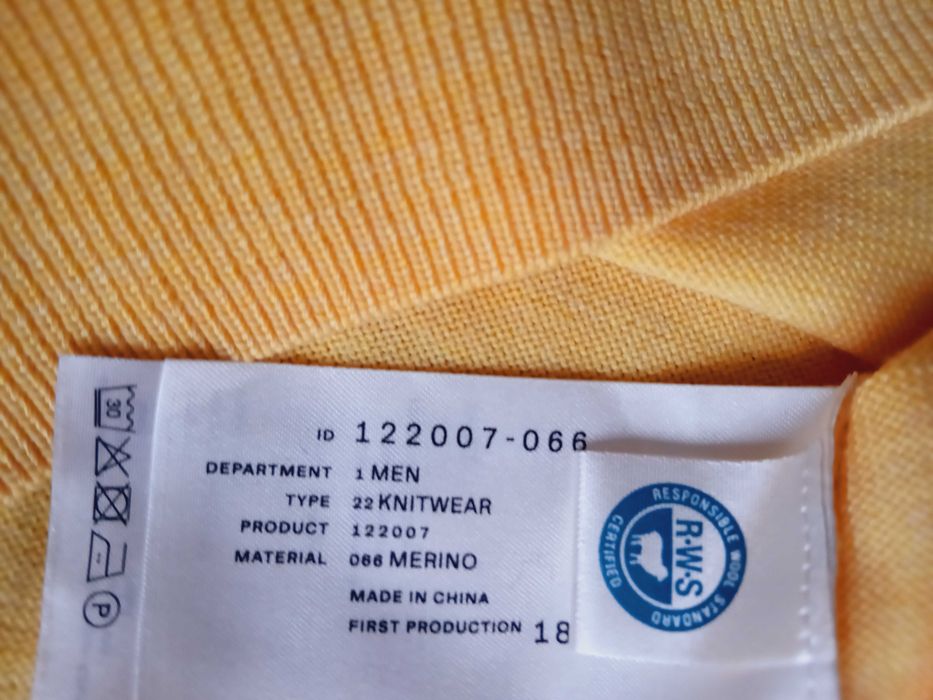 ID 122007-066
DEPARTMENT 1 MEN
TYPE 22 KNITWEAR
PRODUCT 122007
MATERIAL 066 MERINO
MADE IN CHINA
FIRST PRODUCTION 18
RESPONSIBLE WOOL STANDARD
CERTIFIED
R·W·S
30
P